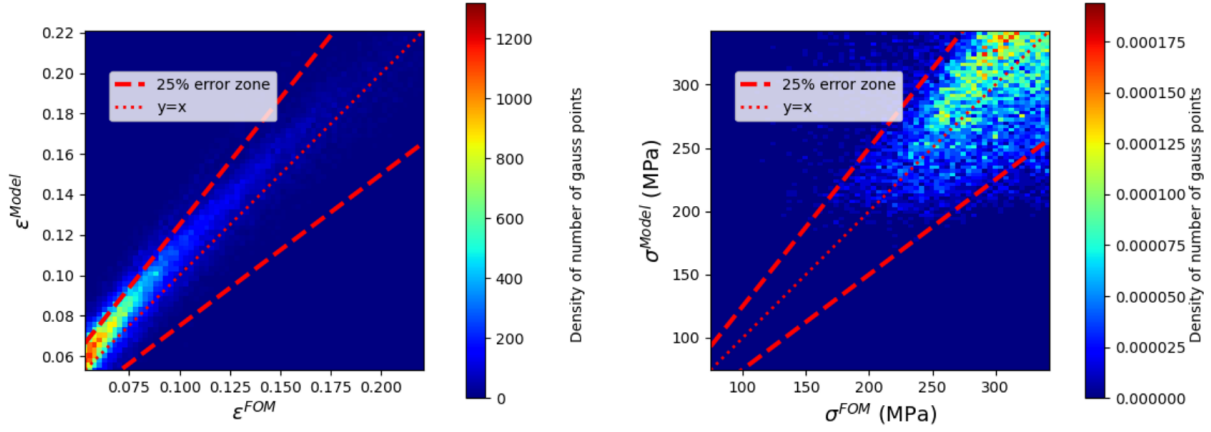 0.22
0.20
0.18
0.16
0.14
0.12
0.10
0.08
0.06
ε^Model
25% error zone
y=x
0.075 0.100 0.125 0.150 0.175 0.200
ε^FOM
1200
1000
800
600
400
200
0
Density of number of gauss points
300
250
200
150
100
σ^Model (MPa)
25% error zone
y=x
100 150 200 250 300
σ^FOM (MPa)
0.000175
0.000150
0.000125
0.000100
0.000075
0.000050
0.000025
0.000000
Density of number of gauss points